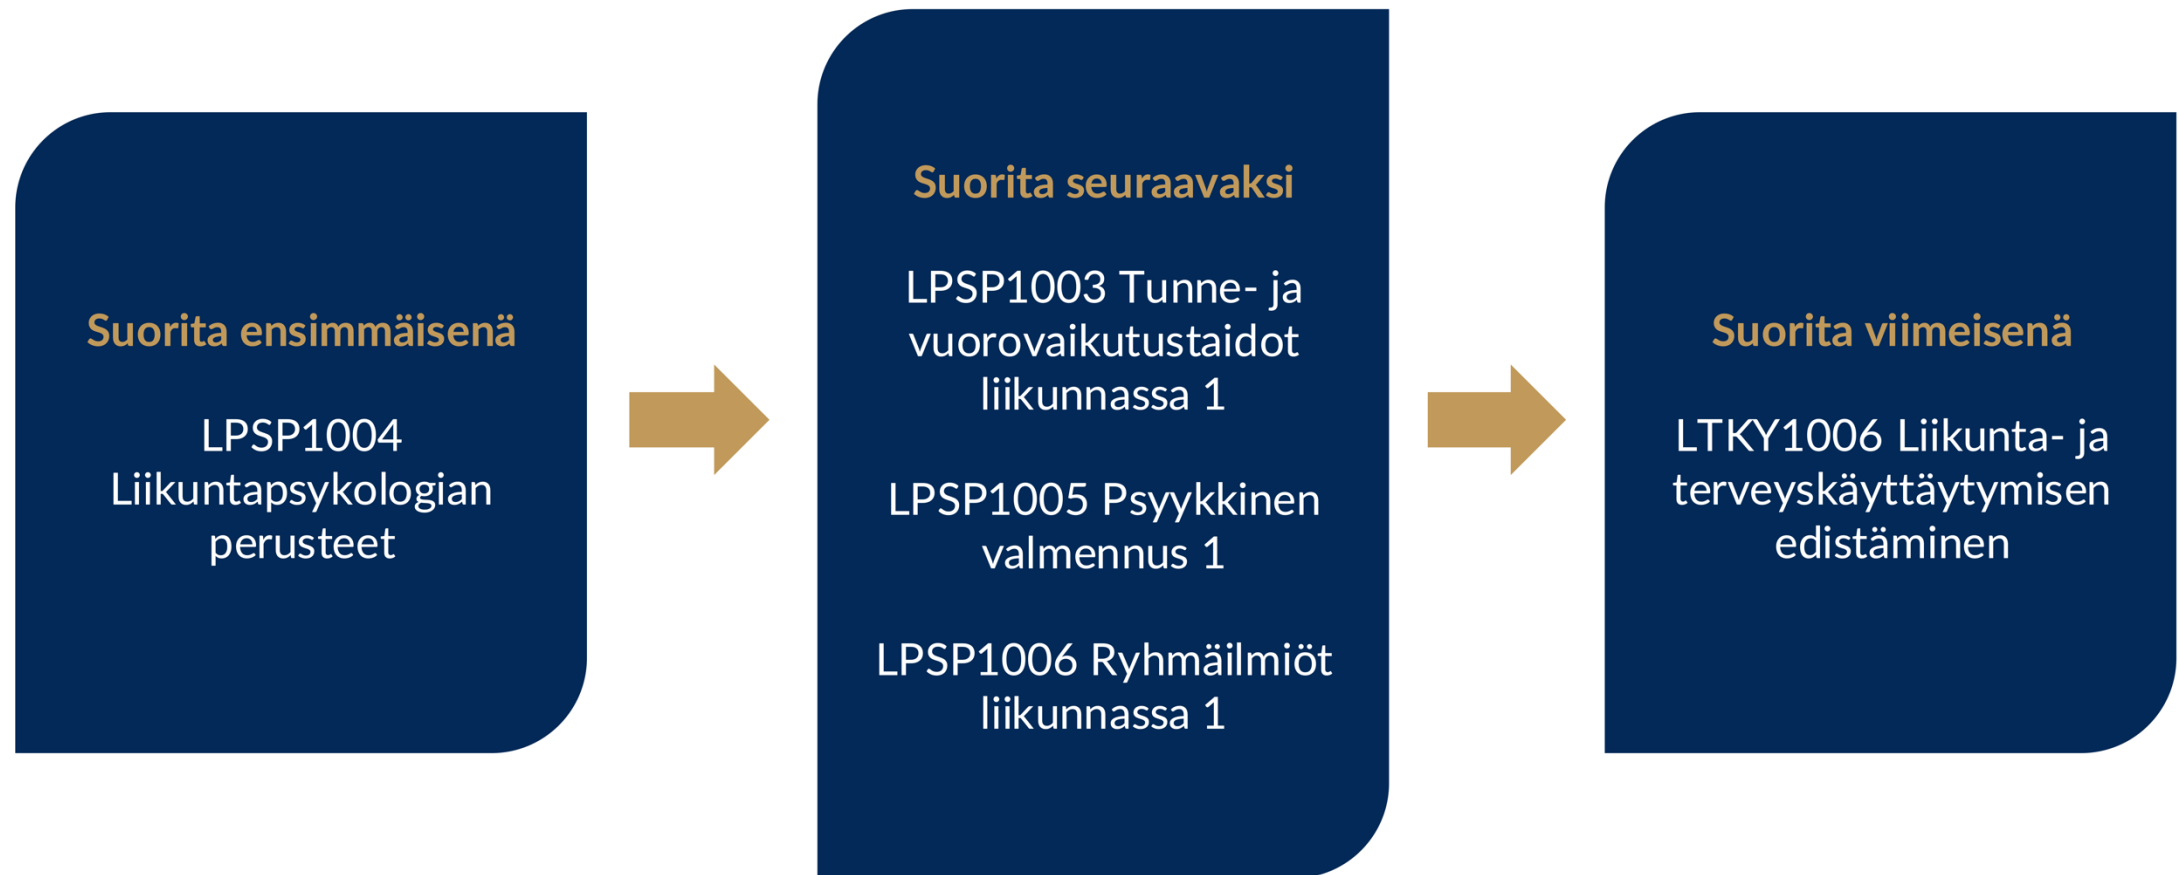 Suorita ensimmäisenä
LPSP1004
Liikuntapsykologian
perusteet
Suorita seuraavaksi
LPSP1003 Tunne- ja
vuorovaikutustaidot
liikunnassa 1
LPSP1005 Psyykkinen
valmennus 1
LPSP1006 Ryhmäilmiöt
liikunnassa 1
Suorita viimeisenä
LTKY1006 Liikunta- ja
terveyskäyttäytymisen
edistäminen